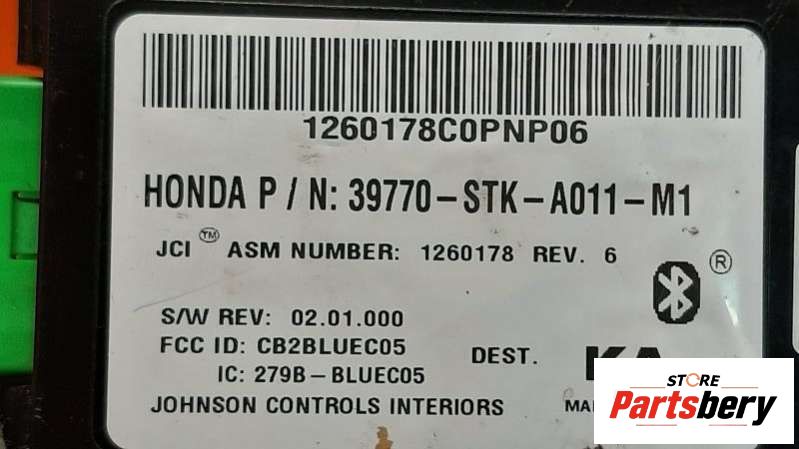 1260178C0PNP06
HONDA P / N: 39770-STK-A011-M1
JCI™ ASM NUMBER: 1260178 REV. 6
®
S/W REV: 02.01.000
FCC ID: CB2BLUEC05
DEST.
IC: 279B-BLUEC05
JOHNSON CONTROLS INTERIORS
STORE
Partsbery